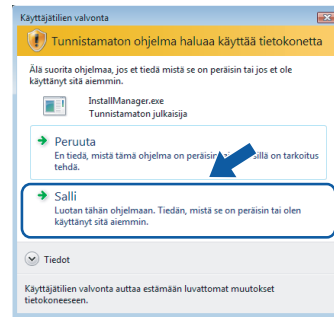 Käyttäjätilien valvonta
Tunnistamaton ohjelma haluaa käyttää tietokonetta
Älä suorita ohjelmaa, jos et tiedä mistä se on peräisin tai jos et ole
käyttänyt sitä aiemmin.
InstallManager.exe
Tunnistamaton julkaisija
Peruuta
En tiedä, mistä tämä ohjelma on peräisin sillä on tarkoitus
tehdä.
Salli
Luotan tähän ohjelmaan. Tiedän, mistä se on peräisin tai olen
käyttänyt sitä aiemmin.
Tiedot
Käyttäjätilien valvonta auttaa estämään luvattomat muutokset
tietokoneeseen.